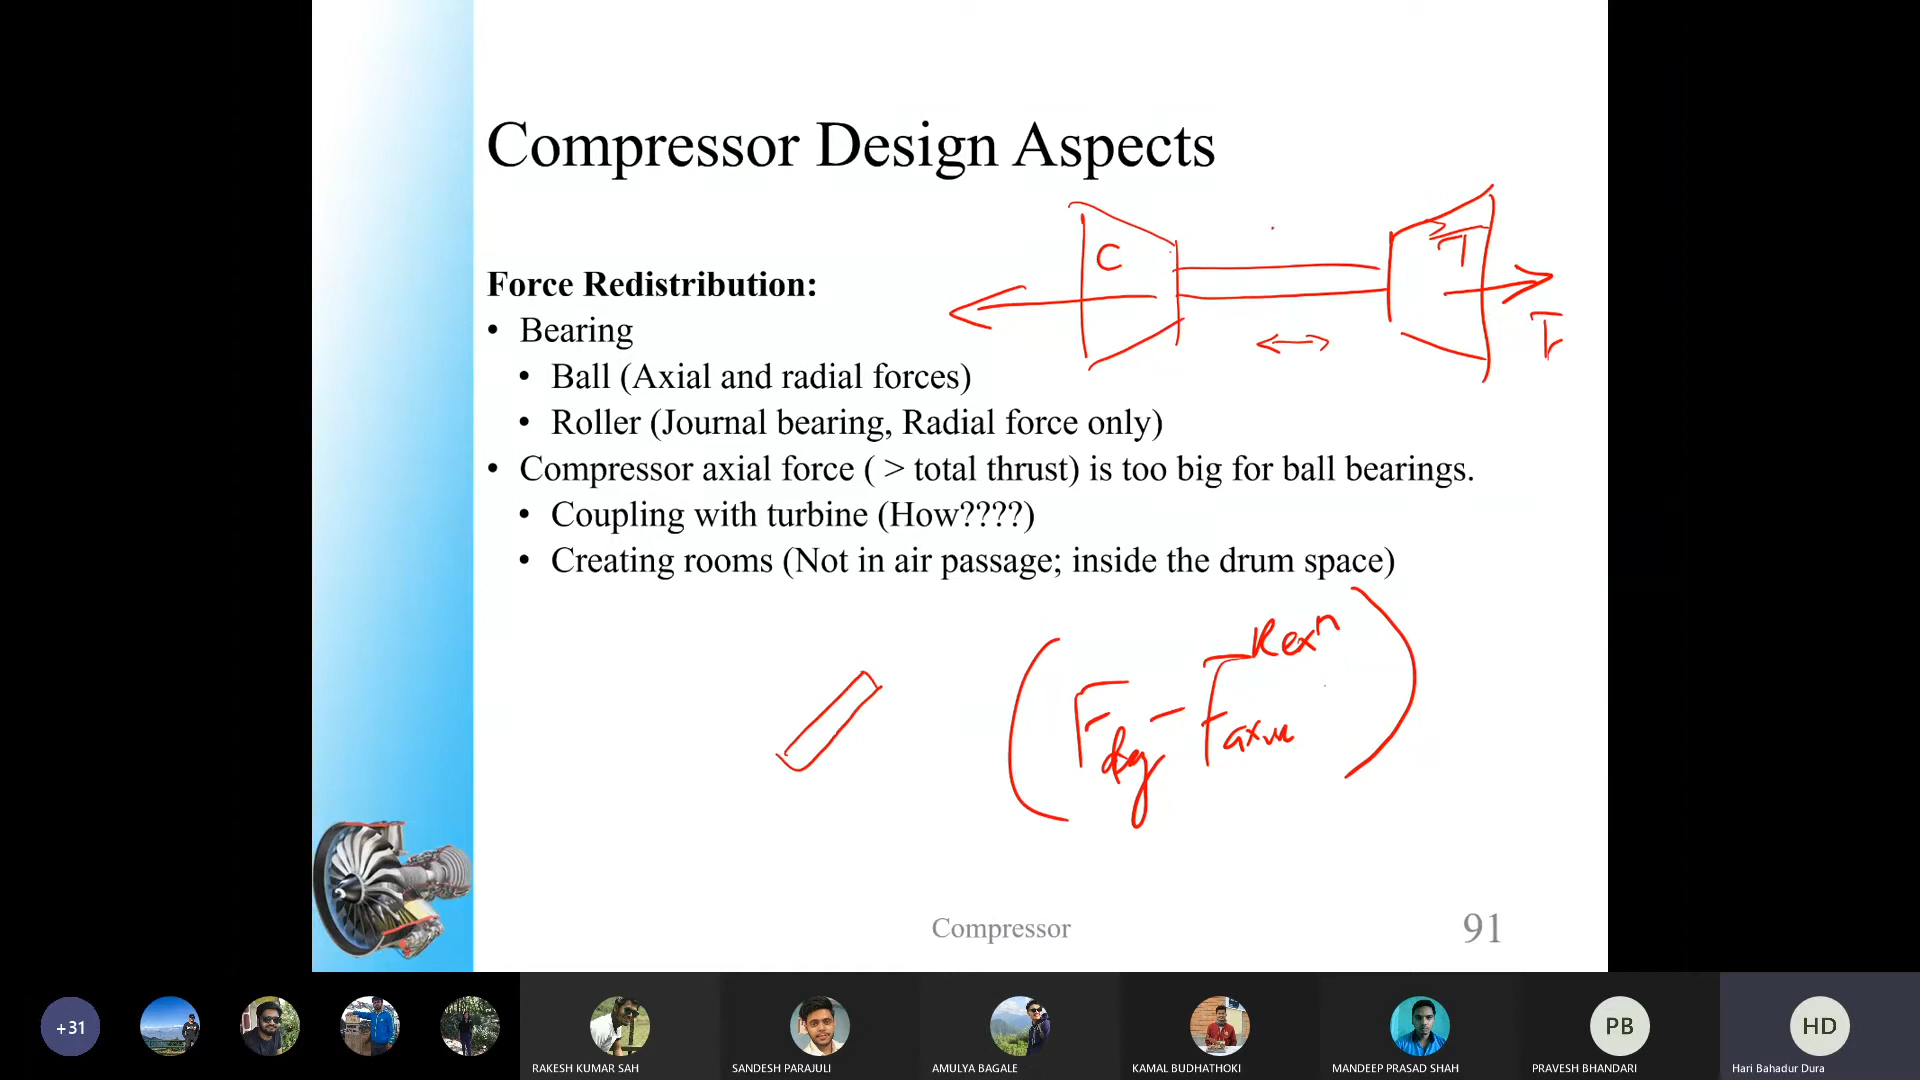 Compressor Design Aspects
C
T
Force Redistribution:
• Bearing
• Ball (Axial and radial forces)
• Roller (Journal bearing, Radial force only)
• Compressor axial force ( > total thrust) is too big for ball bearings.
• Coupling with turbine (How????)
• Creating rooms (Not in air passage; inside the drum space)
Compressor
91
+31
PB
HD
RAKESH KUMAR SAH
SANDESH PARAJULI
AMULYA BAGALE
KAMAL BUDHATHOKI
MANDEEP PRASAD SHAH
PRAVESH BHANDARI
Hari Bahadur Dura